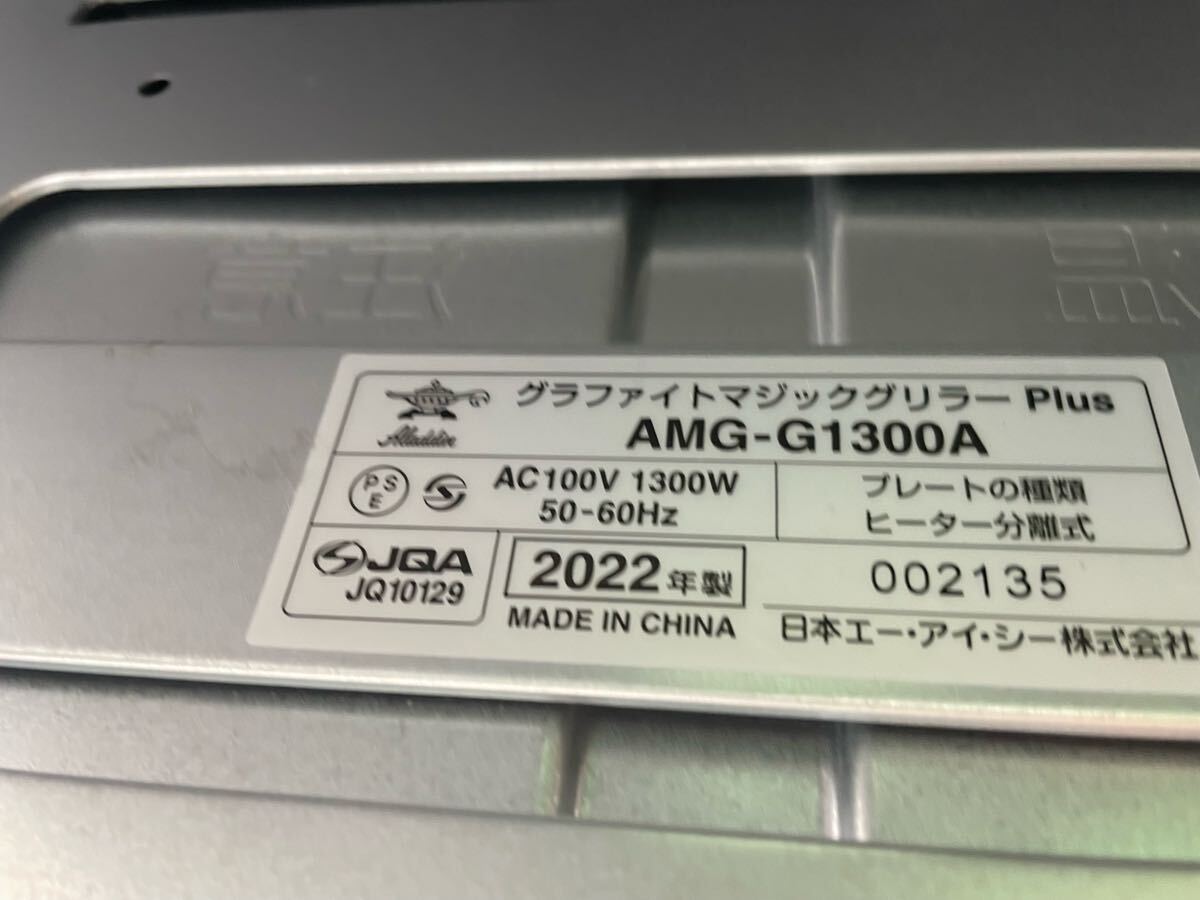 グラファイトマジックグリラー Plus
Aladdin
AMG-G1300A
PSE
AC100V 1300W
50-60Hz
プレートの種類
ヒーター分離式
JQA
JQ10129
2022年製
MADE IN CHINA
002135
日本エー・アイ・シー株式会社